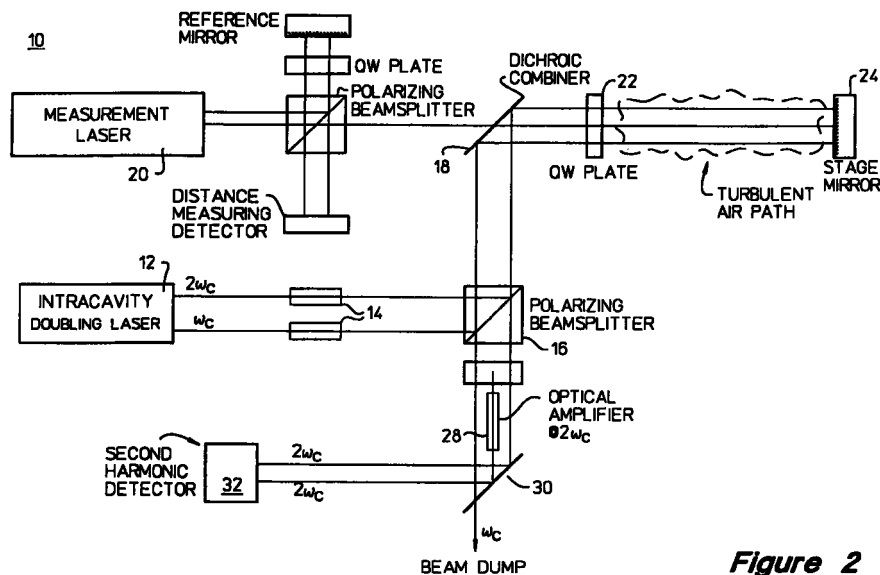 10
REFERENCE
MIRROR
QW PLATE
POLARIZING
BEAMSPLITTER
MEASUREMENT
LASER
20
DISTANCE
MEASURING
DETECTOR
DICHROIC
COMBINER
18
22
QW PLATE
24
STAGE
MIRROR
TURBULENT
AIR PATH
12
INTRACAVITY
DOUBLING LASER
2ωc
ωc
14
POLARIZING
BEAMSPLITTER
16
OPTICAL
AMPLIFIER
@2ωc
28
SECOND
HARMONIC
DETECTOR
32
2ωc
2ωc
30
ωc
BEAM DUMP
Figure 2